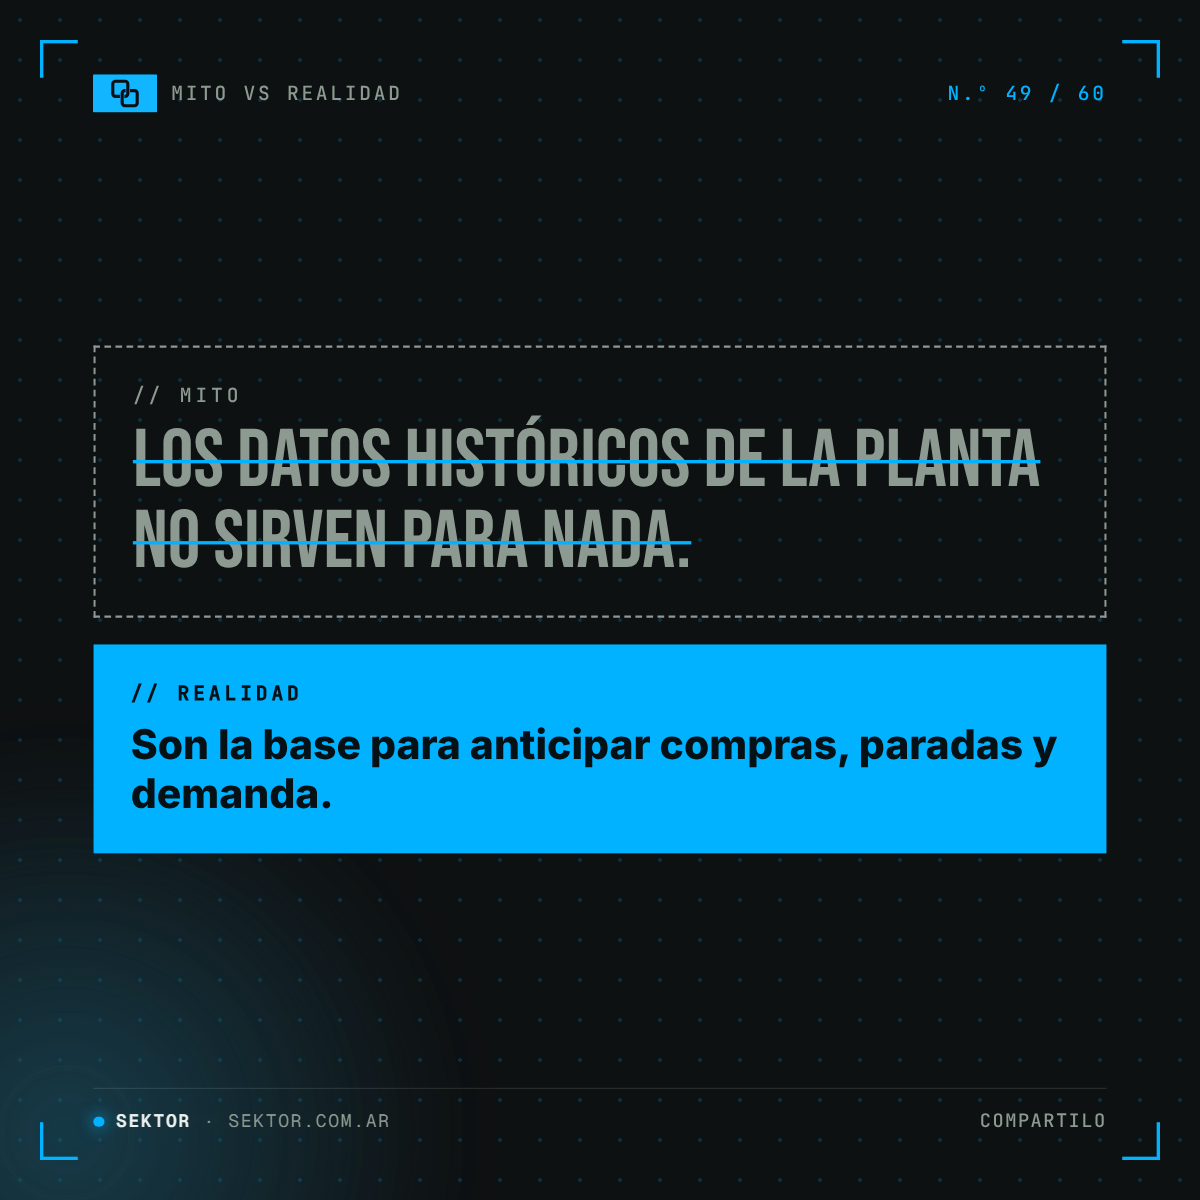 MITO VS REALIDAD
N.° 49 / 60
// MITO
LOS DATOS HISTÓRICOS DE LA PLANTA
NO SIRVEN PARA NADA.
// REALIDAD
Son la base para anticipar compras, paradas y
demanda.
SEKTOR · SEKTOR.COM.AR
COMPARTILO